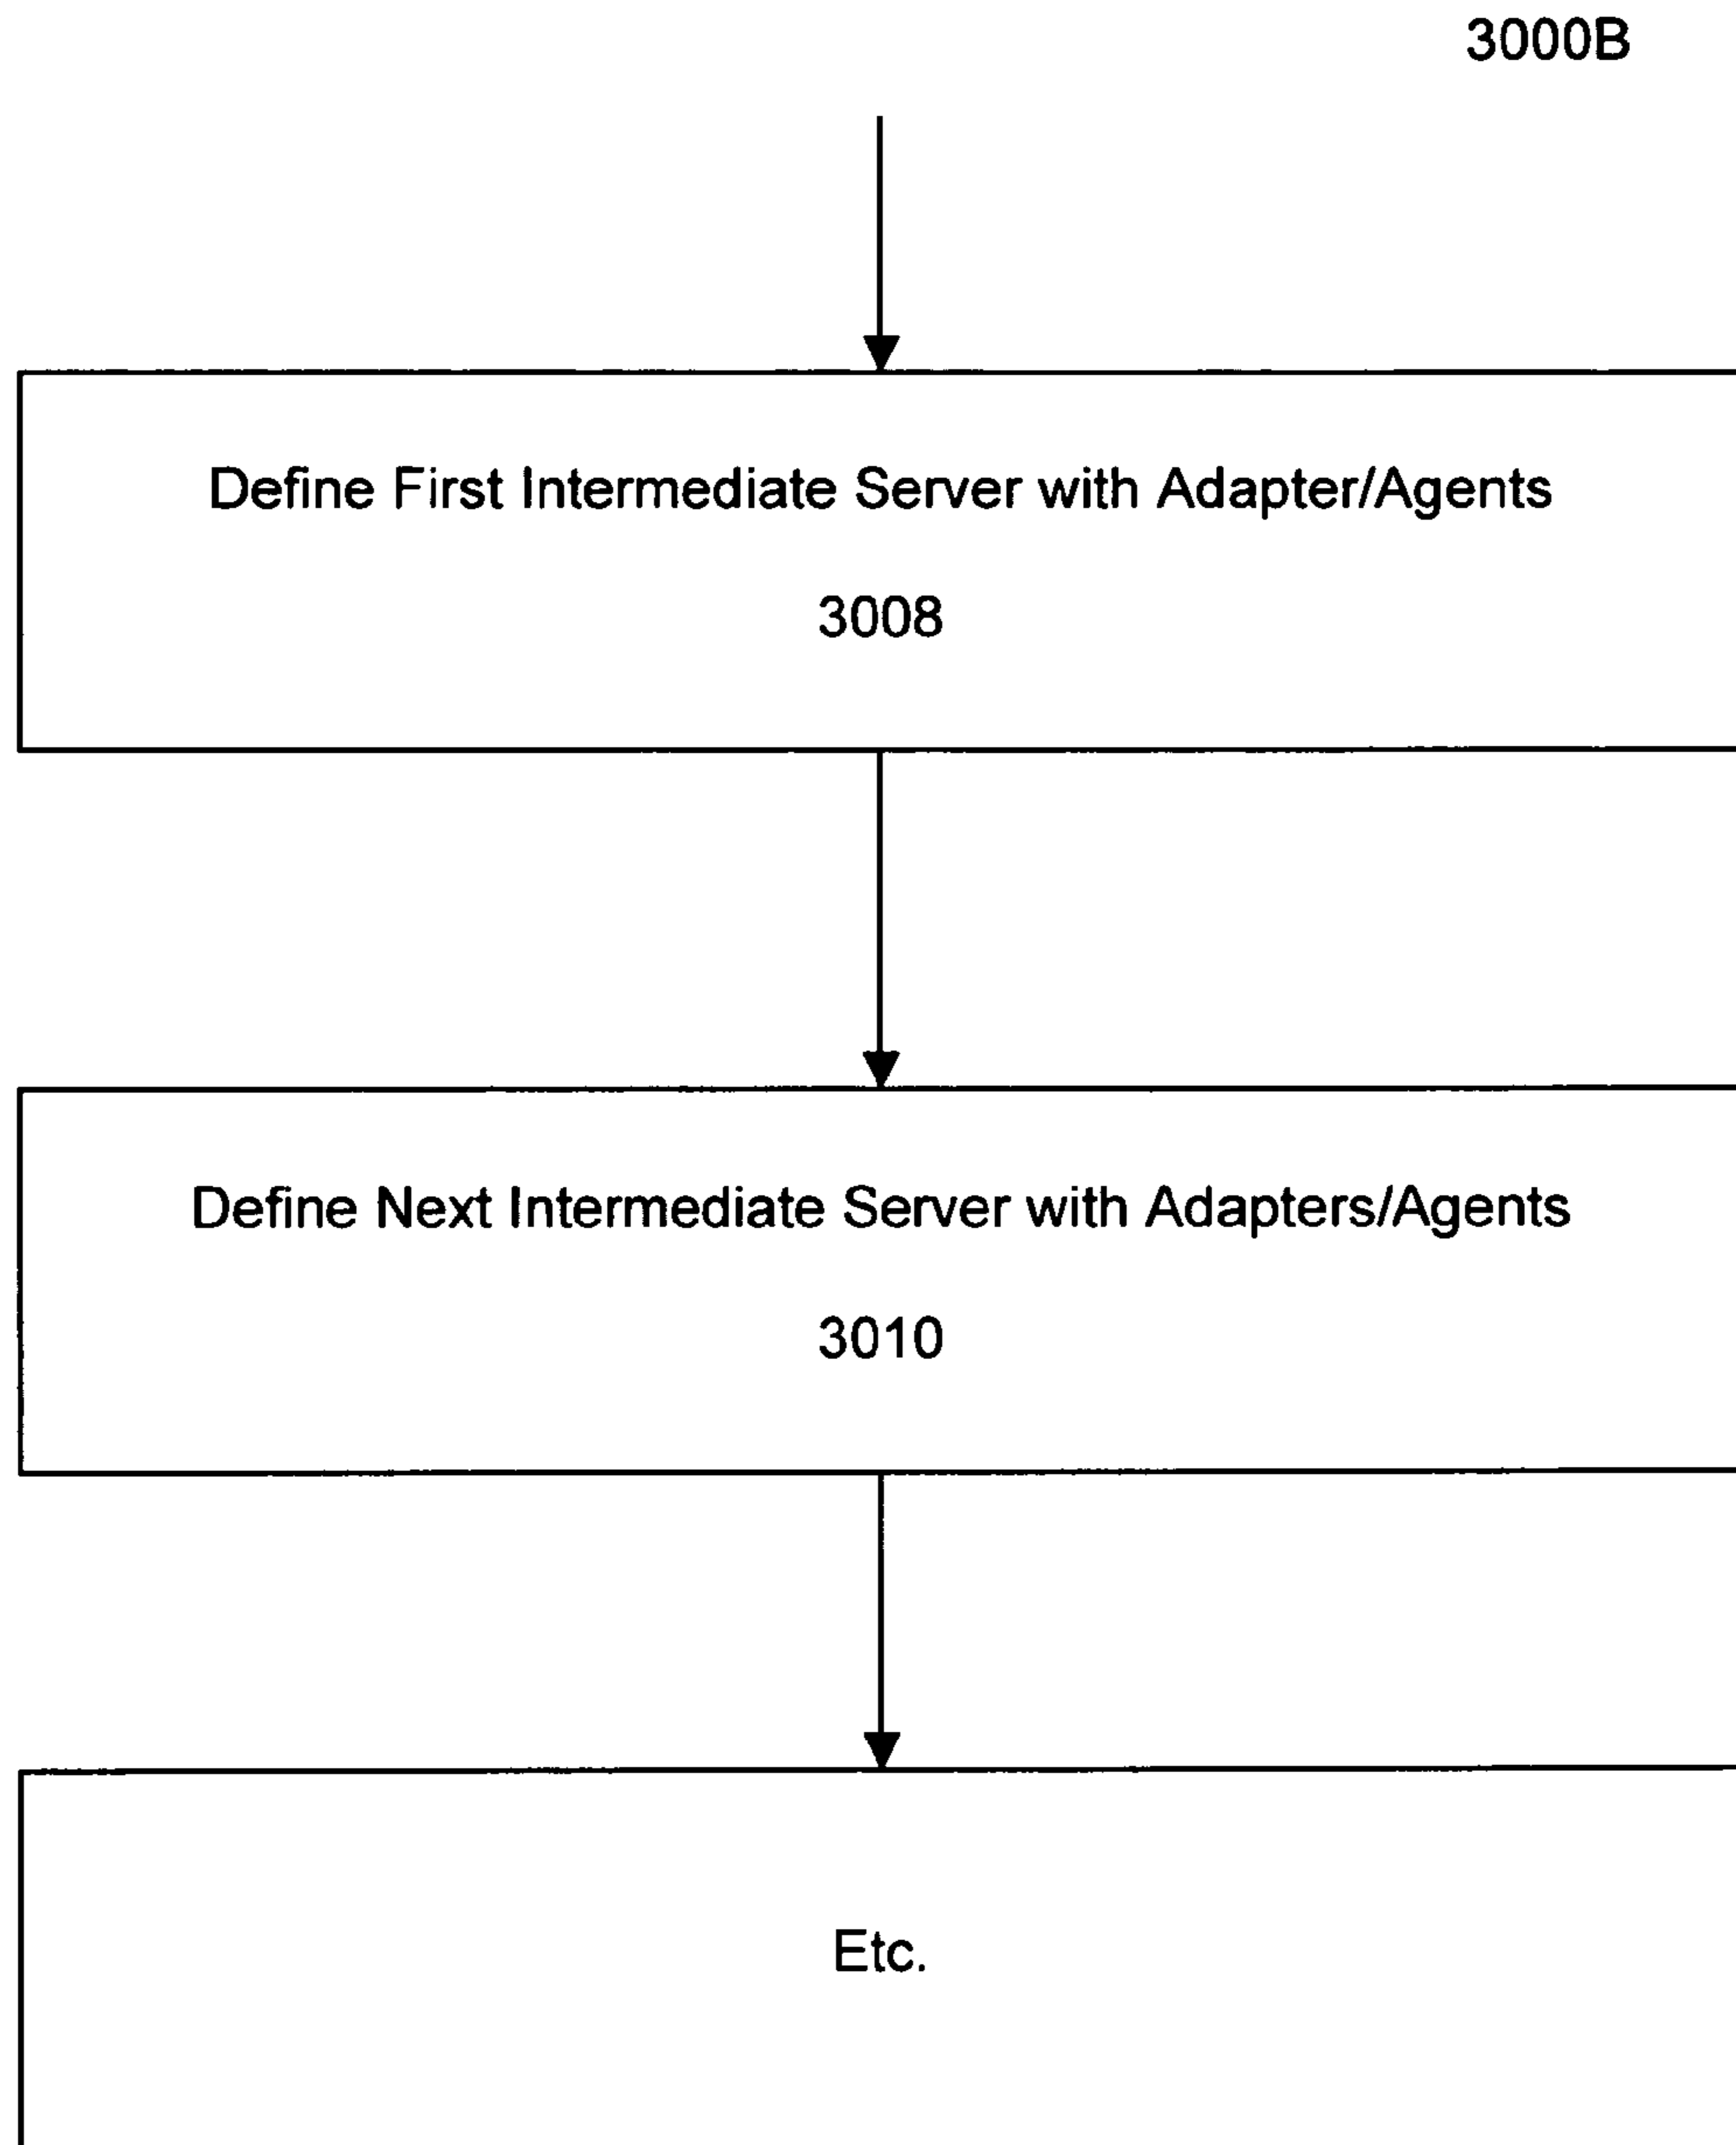 3000B
Define First Intermediate Server with Adapter/Agents
3008
Define Next Intermediate Server with Adapters/Agents
3010
Etc.